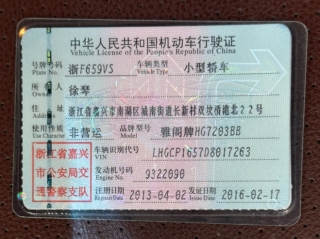 中华人民共和国机动车行驶证
Vehicle License of the People's Republic of China
号牌号码 浙F659VS 车辆类型 小型轿车
Plate No. Vehicle Type
所有人 徐琴
Owner
住址 浙江省嘉兴市南湖区城南街道长新村双坟桥港北22号
Address
使用性质 非营运 品牌型号 雅阁牌HG7203BB
Use Character Model
浙江省嘉兴市公安局交通警察支队
车辆识别代号 LHGCP1657D8017263
VIN
发动机号码 9322090
Engine No.
注册日期 2013-04-02 发证日期 2016-02-17
Register Date Issue Date